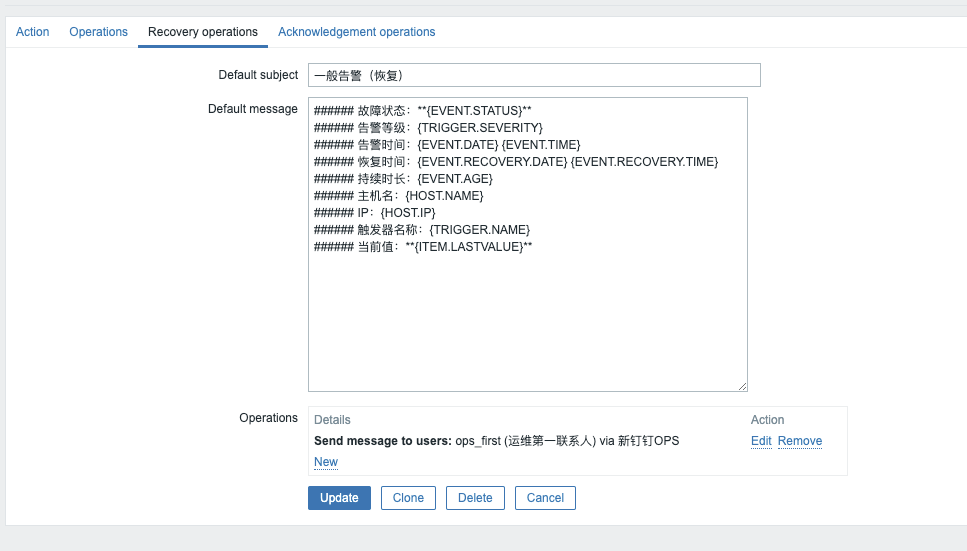 Action Operations Recovery operations Acknowledgement operations
Default subject 一般告警（恢复）
Default message
###### 故障状态：**{EVENT.STATUS}**
###### 告警等级：{TRIGGER.SEVERITY}
###### 告警时间：{EVENT.DATE} {EVENT.TIME}
###### 恢复时间：{EVENT.RECOVERY.DATE} {EVENT.RECOVERY.TIME}
###### 持续时长：{EVENT.AGE}
###### 主机名：{HOST.NAME}
###### IP：{HOST.IP}
###### 触发器名称：{TRIGGER.NAME}
###### 当前值：**{ITEM.LASTVALUE}**
Operations Details Action
Send message to users: ops_first (运维第一联系人) via 新钉钉OPS Edit Remove
New
Update Clone Delete Cancel